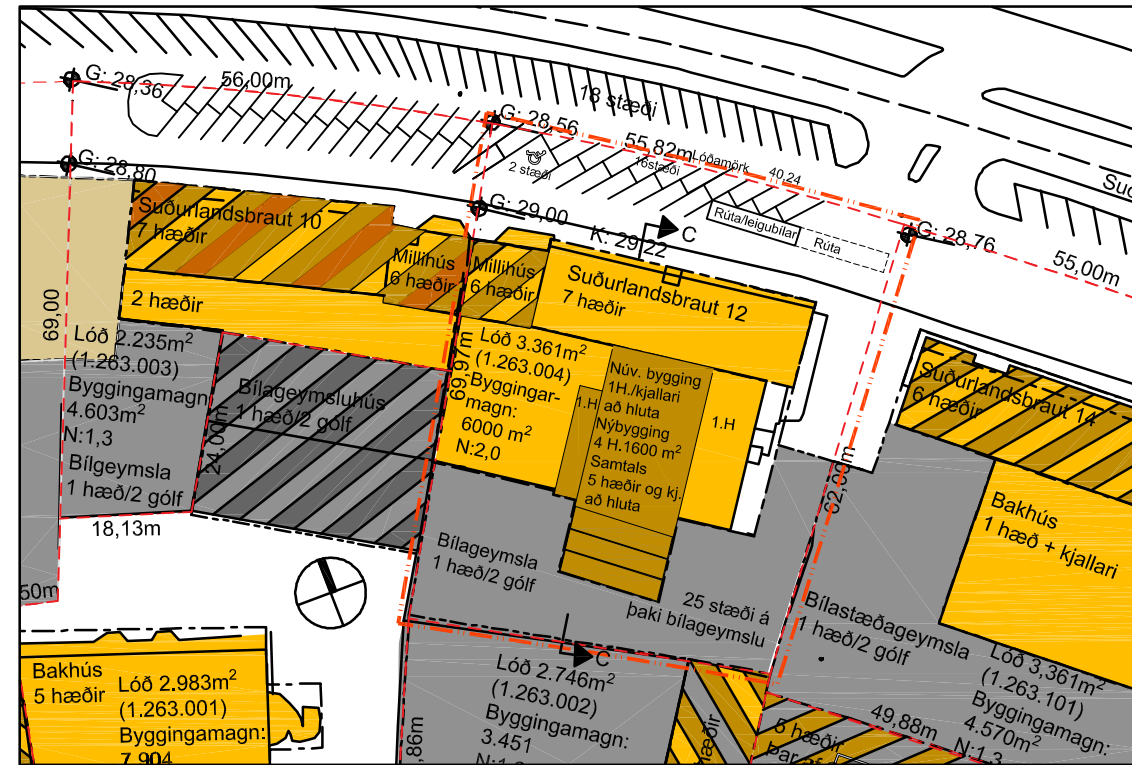 G: 28,36
56,00m
G: 28,56
18 stæði
55,82m
Lóðamörk
40,24
16stæði
2 stæði
G: 28,80
G: 29,00
K: 29,22
C
Rúta/leigubílar
Rúta
G: 28,76
55,00m
Suðurlandsbraut 10
7 hæðir
Millihús
6 hæðir
Millihús
6 hæðir
Suðurlandsbraut 12
7 hæðir
2 hæðir
69,00
Lóð 2.235m²
(1.263.003)
Byggingamagn:
4.603m²
N:1,3
Bílgeymsla
1 hæð/2 gólf
18,13m
24,00m
Bílageymsluhús
1 hæð/2 gólf
69,97m
Lóð 3.361m²
(1.263.004)
Byggingar-
magn:
6000 m²
N:2,0
1.H
Núv. bygging
1H./kjallari
að hluta
Nýbygging
4 H.1600 m²
Samtals
5 hæðir og kj.
að hluta
1.H
62,00m
Suðurlandsbraut 14
6 hæðir
Bakhús
1 hæð + kjallari
Bílageymsla
1 hæð/2 gólf
25 stæði á
þaki bílageymslu
Bílastæðageymsla
1 hæð/2 gólf
Lóð 3,361m²
(1.263.101)
Byggingamagn:
4.570m²
N:1,3
C
50m
Bakhús
5 hæðir
Lóð 2.983m²
(1.263.001)
Byggingamagn:
7.904
,86m
Lóð 2.746m²
(1.263.002)
Byggingamagn:
3.451
hæðir
5 hæðir
þar af
49,88m